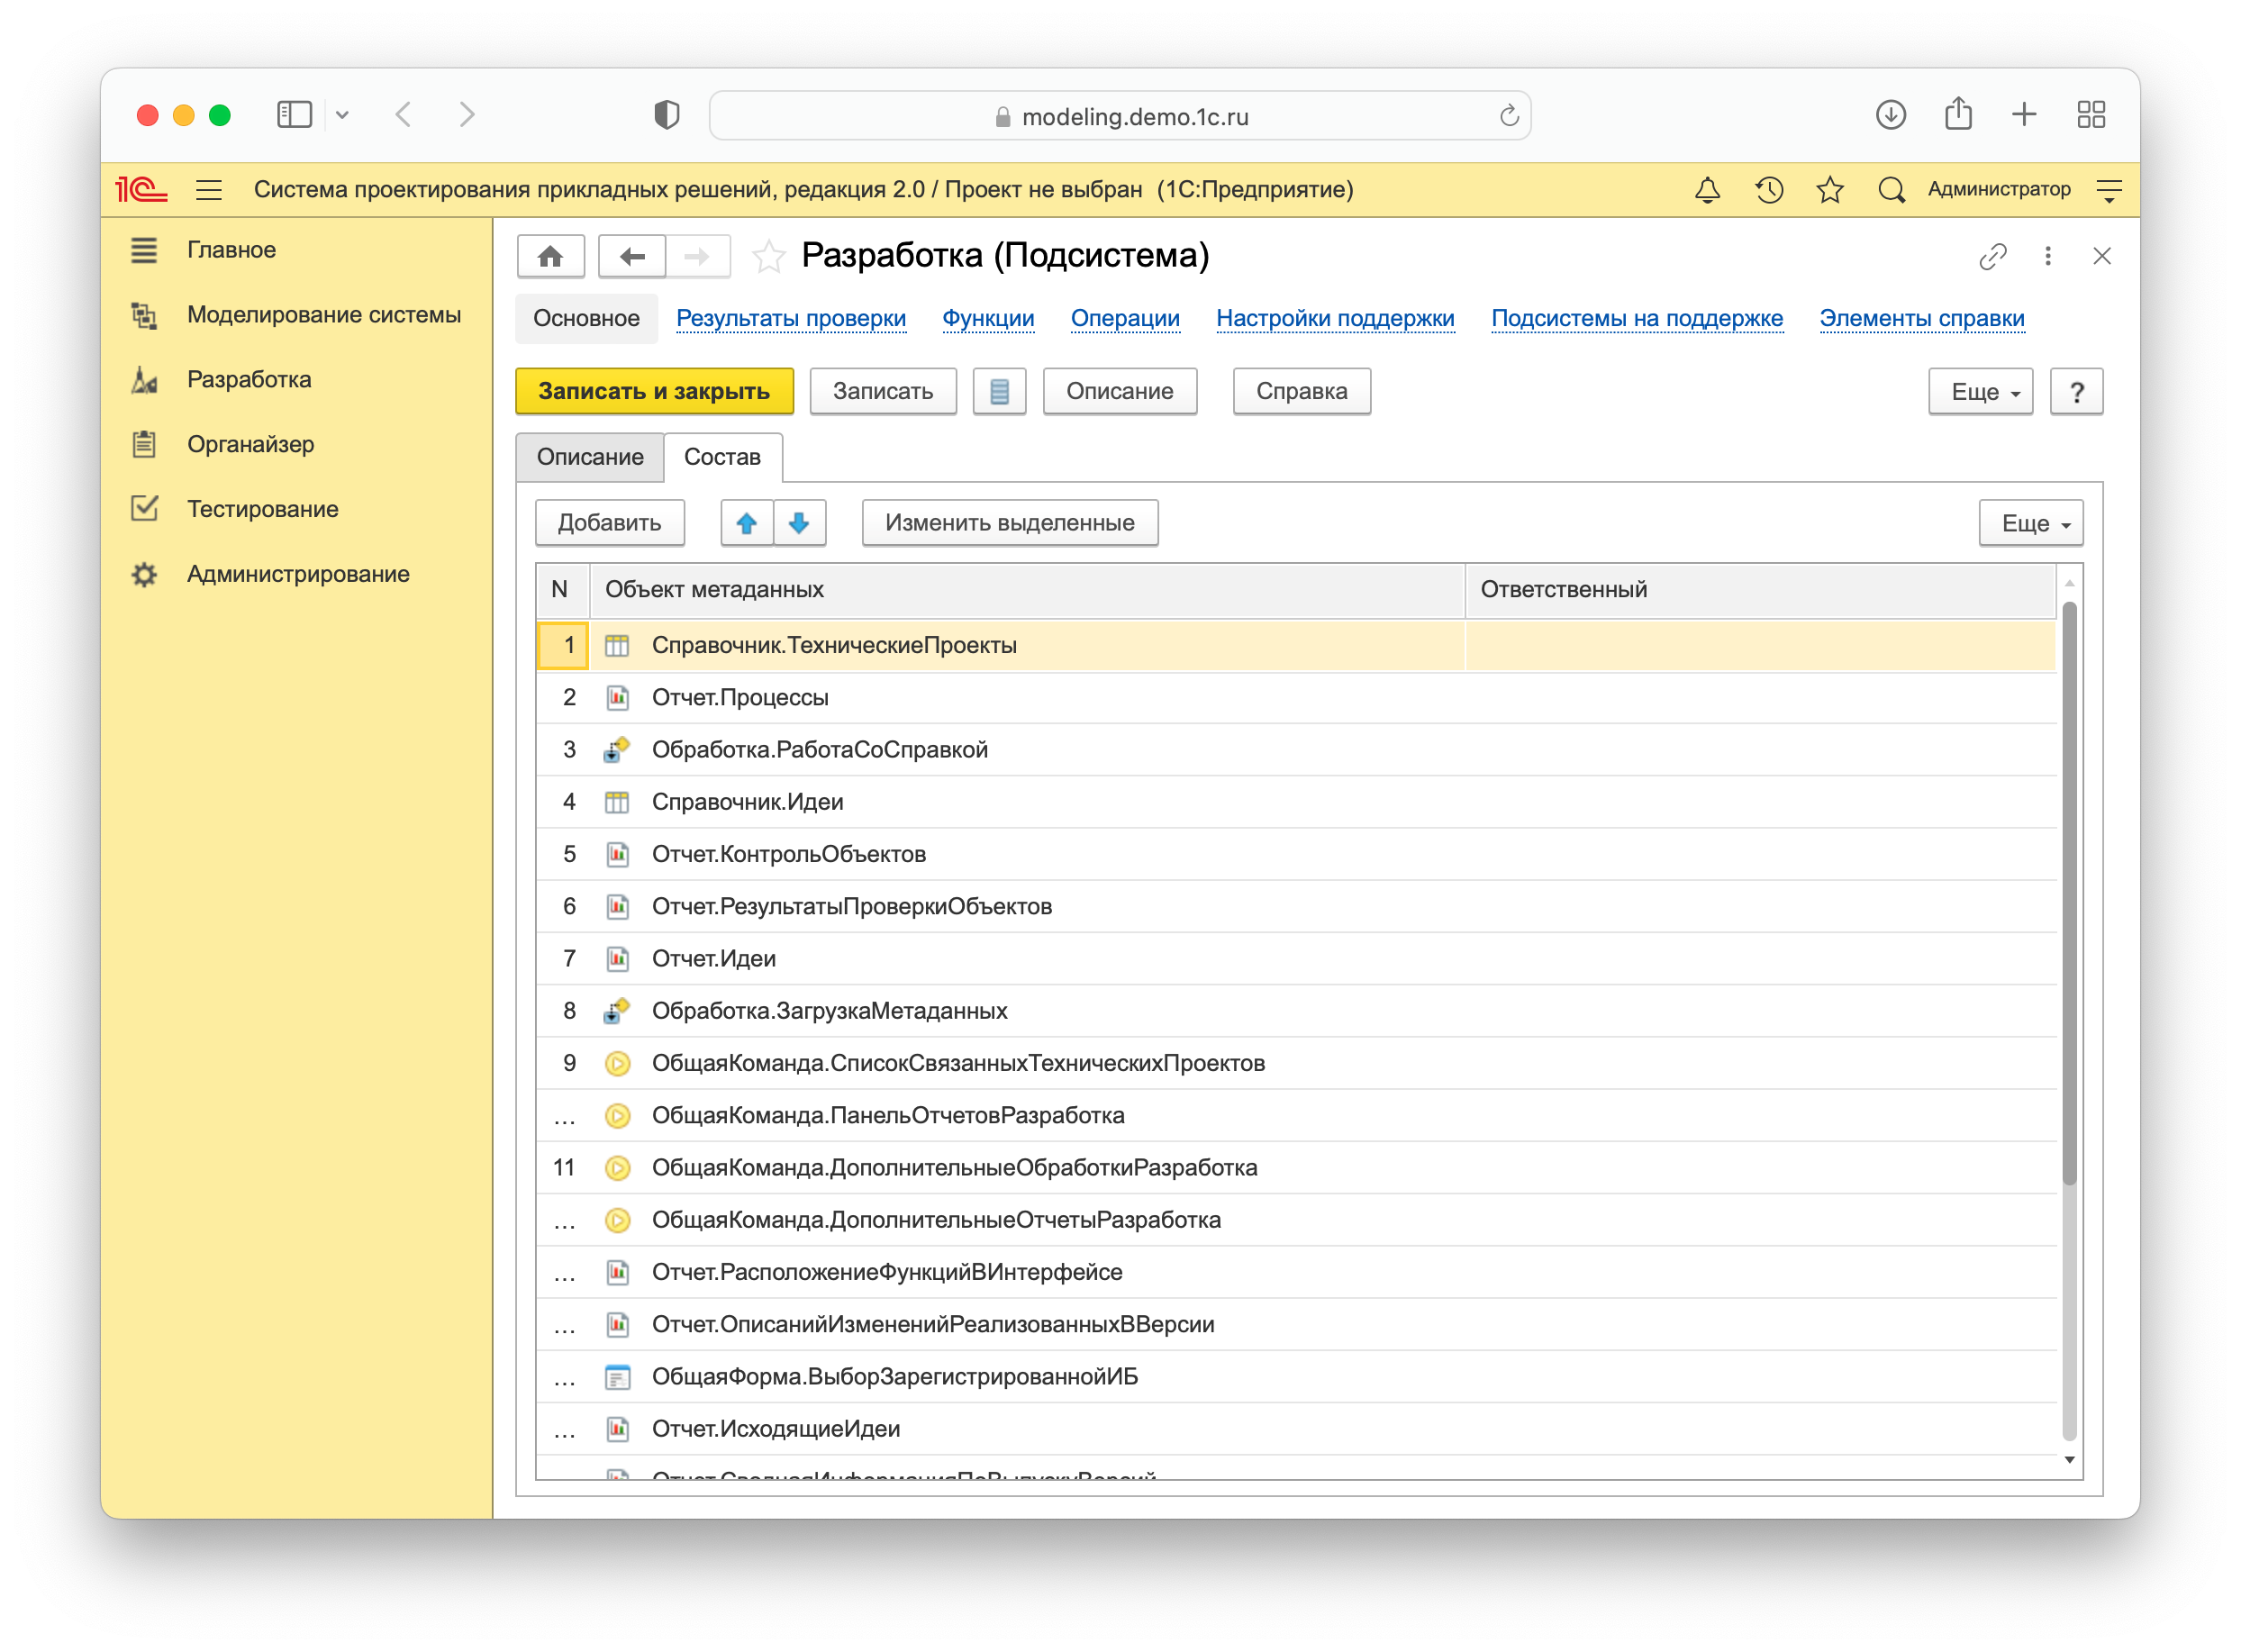 modeling.demo.1c.ru
1С Система проектирования прикладных решений, редакция 2.0 / Проект не выбран (1С:Предприятие) Администратор
Главное
Моделирование системы
Разработка
Органайзер
Тестирование
Администрирование
Разработка (Подсистема)
Основное Результаты проверки Функции Операции Настройки поддержки Подсистемы на поддержке Элементы справки
Записать и закрыть Записать Описание Справка Еще ?
Описание Состав
Добавить Изменить выделенные Еще
N Объект метаданных Ответственный
1 Справочник.ТехническиеПроекты
2 Отчет.Процессы
3 Обработка.РаботаСоСправкой
4 Справочник.Идеи
5 Отчет.КонтрольОбъектов
6 Отчет.РезультатыПроверкиОбъектов
7 Отчет.Идеи
8 Обработка.ЗагрузкаМетаданных
9 ОбщаяКоманда.СписокСвязанныхТехническихПроектов
... ОбщаяКоманда.ПанельОтчетовРазработка
11 ОбщаяКоманда.ДополнительныеОбработкиРазработка
... ОбщаяКоманда.ДополнительныеОтчетыРазработка
... Отчет.РасположениеФункцийВИнтерфейсе
... Отчет.ОписанийИзмененийРеализованныхВВерсии
... ОбщаяФорма.ВыборЗарегистрированнойИБ
... Отчет.ИсходящиеИдеи
Отчет.СводнаяИнформацияПоВыпускуВерсий